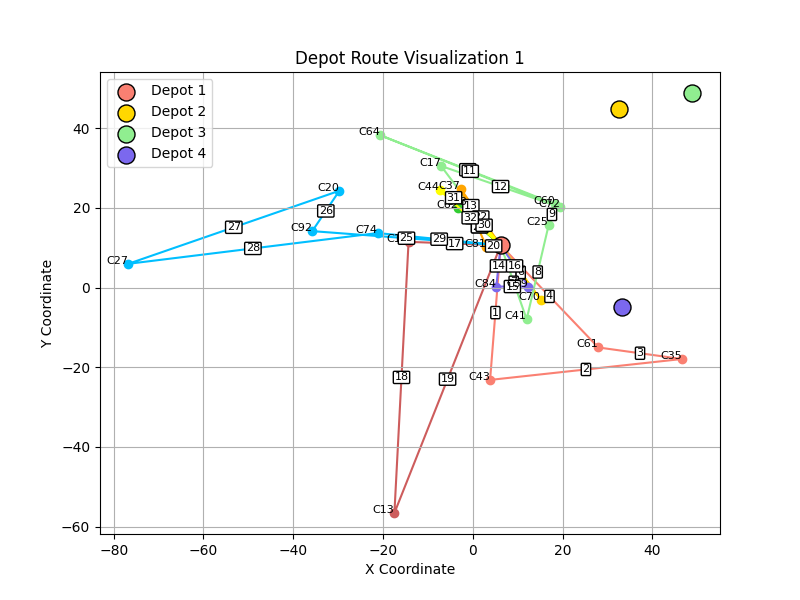 Depot Route Visualization 1
Depot 1
Depot 2
Depot 3
Depot 4
Y Coordinate
40
20
0
−20
−40
−60
−80
−60
−40
−20
0
20
40
X Coordinate
C64
C17
11
12
C20
C44
C37
31
13
C60
C72
26
32
9
27
C92
C74
30
C25
25
29
17
C81
20
28
C27
14
16
8
C84
15
C70
4
1
C41
C61
3
C35
2
C43
18
19
C13